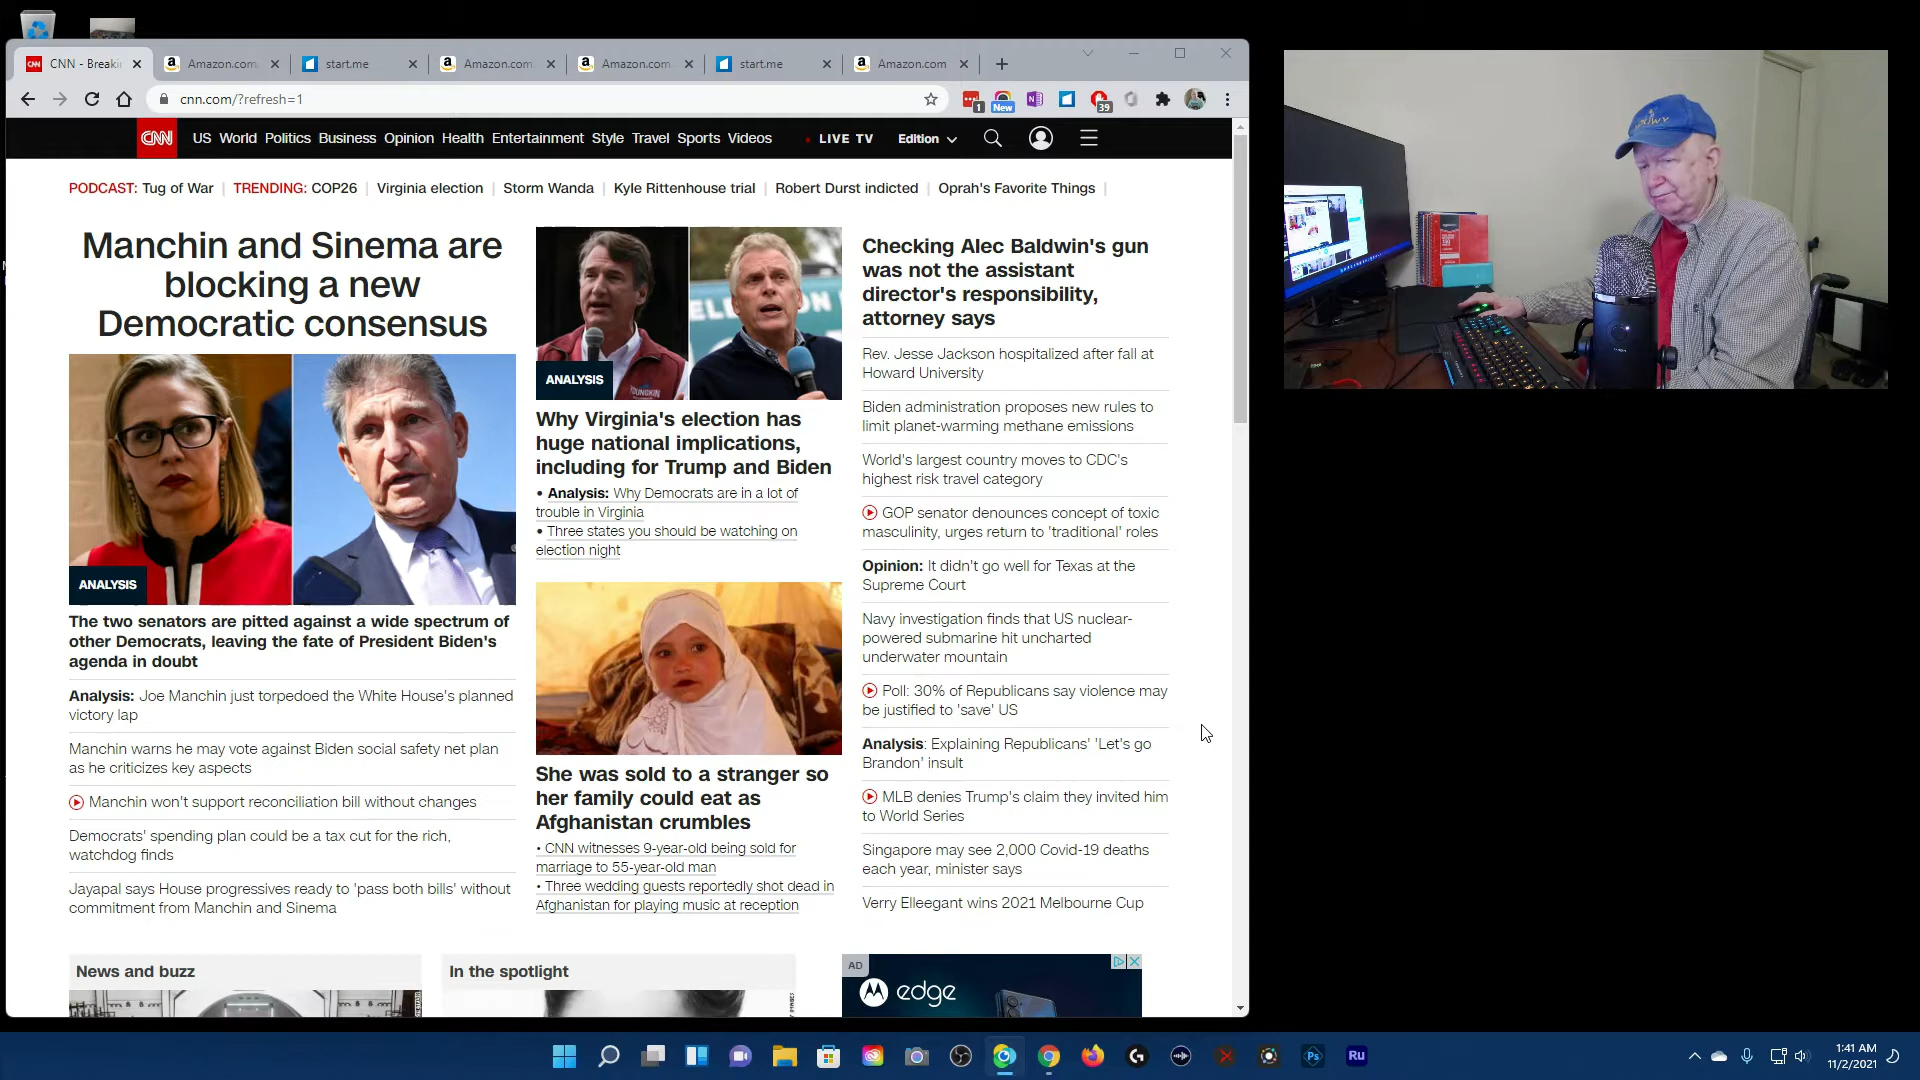 CNN - Breaki
Amazon.com
start.me
Amazon.com
Amazon.com
start.me
Amazon.com
cnn.com/?refresh=1
1
New
39
CNN US World Politics Business Opinion Health Entertainment Style Travel Sports Videos LIVE TV Edition
PODCAST: Tug of War TRENDING: COP26 Virginia election Storm Wanda Kyle Rittenhouse trial Robert Durst indicted Oprah's Favorite Things
Manchin and Sinema are
blocking a new
Democratic consensus
ANALYSIS
The two senators are pitted against a wide spectrum of
other Democrats, leaving the fate of President Biden's
agenda in doubt
Analysis: Joe Manchin just torpedoed the White House's planned
victory lap
Manchin warns he may vote against Biden social safety net plan
as he criticizes key aspects
Manchin won't support reconciliation bill without changes
Democrats' spending plan could be a tax cut for the rich,
watchdog finds
Jayapal says House progressives ready to 'pass both bills' without
commitment from Manchin and Sinema
YOUNGKIN
ANALYSIS
Why Virginia's election has
huge national implications,
including for Trump and Biden
• Analysis: Why Democrats are in a lot of
trouble in Virginia
• Three states you should be watching on
election night
She was sold to a stranger so
her family could eat as
Afghanistan crumbles
• CNN witnesses 9-year-old being sold for
marriage to 55-year-old man
• Three wedding guests reportedly shot dead in
Afghanistan for playing music at reception
Checking Alec Baldwin's gun
was not the assistant
director's responsibility,
attorney says
Rev. Jesse Jackson hospitalized after fall at
Howard University
Biden administration proposes new rules to
limit planet-warming methane emissions
World's largest country moves to CDC's
highest risk travel category
GOP senator denounces concept of toxic
masculinity, urges return to 'traditional' roles
Opinion: It didn't go well for Texas at the
Supreme Court
Navy investigation finds that US nuclear-
powered submarine hit uncharted
underwater mountain
Poll: 30% of Republicans say violence may
be justified to 'save' US
Analysis: Explaining Republicans' 'Let's go
Brandon' insult
MLB denies Trump's claim they invited him
to World Series
Singapore may see 2,000 Covid-19 deaths
each year, minister says
Verry Elleegant wins 2021 Melbourne Cup
News and buzz
In the spotlight
AD
edge
Ps
Ru
1:41 AM
11/2/2021